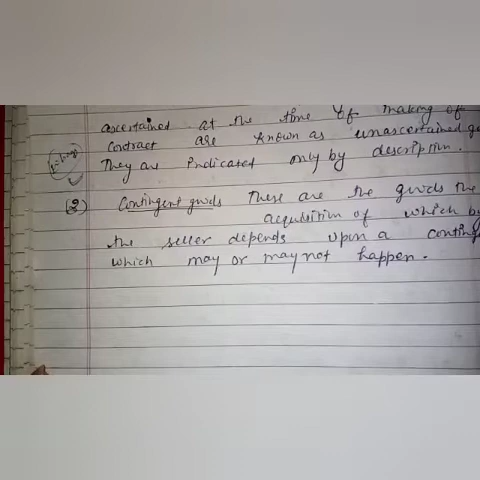 ascertained at the time of making of
contract are known as unascertained go
They are indicated only by description.
(2) Contingent goods These are the goods the
acquisition of which by
the seller depends upon a conting
which may or may not happen.